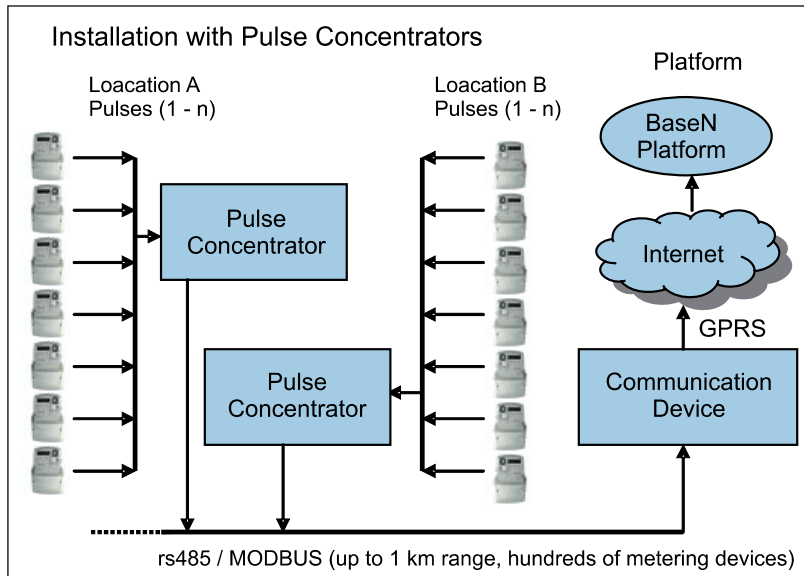 Installation with Pulse Concentrators
Loacation A
Pulses (1 - n)
Loacation B
Pulses (1 - n)
Platform
BaseN
Platform
Pulse
Concentrator
Internet
GPRS
Pulse
Concentrator
Communication
Device
rs485 / MODBUS (up to 1 km range, hundreds of metering devices)